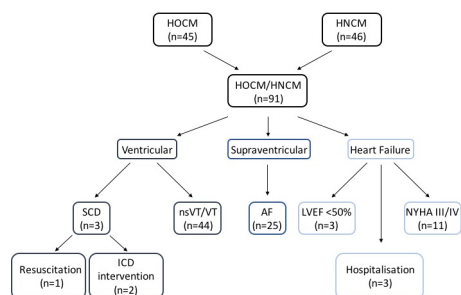 HOCM
(n=45)
HNCM
(n=46)
HOCM/HNCM
(n=91)
Ventricular
Supraventricular
Heart Failure
SCD
(n=3)
nsVT/VT
(n=44)
AF
(n=25)
LVEF <50%
(n=3)
NYHA III/IV
(n=11)
Resuscitation
(n=1)
ICD
intervention
(n=2)
Hospitalisation
(n=3)